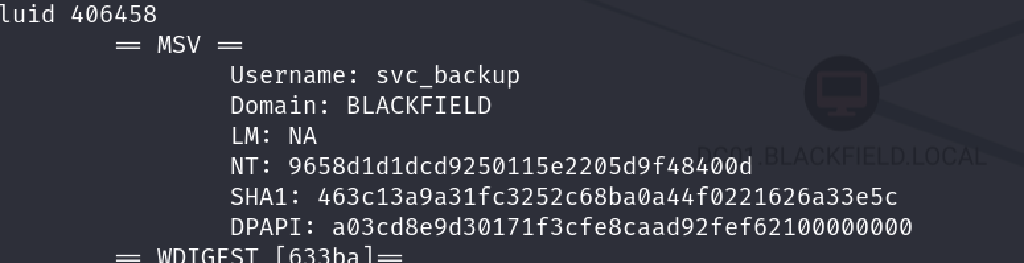 luid 406458
== MSV ==
Username: svc_backup
Domain: BLACKFIELD
LM: NA
NT: 9658d1d1dcd9250115e2205d9f48400d
SHA1: 463c13a9a31fc3252c68ba0a44f0221626a33e5c
DPAPI: a03cd8e9d30171f3cfe8caad92fef62100000000
== WDIGEST [633ba]==
DC01.BLACKFIELD.LOCAL